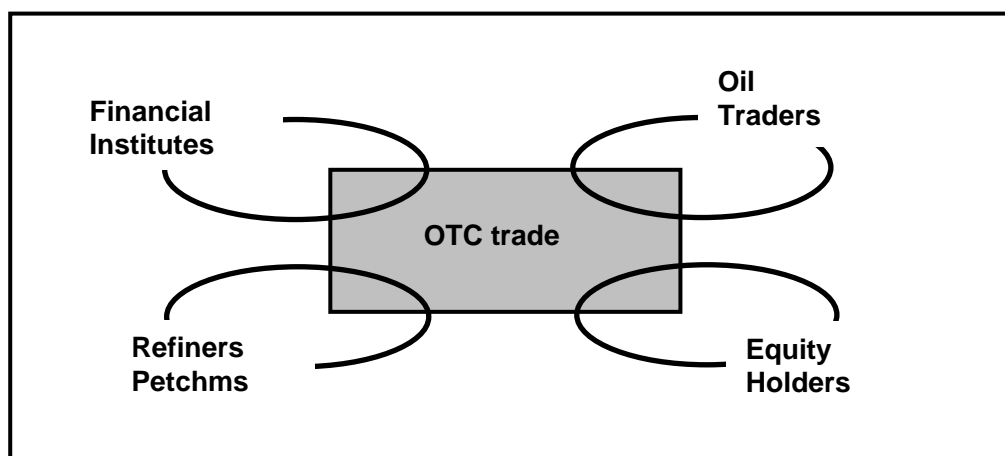 Financial
Institutes
Oil
Traders
OTC trade
Refiners
Petchms
Equity
Holders